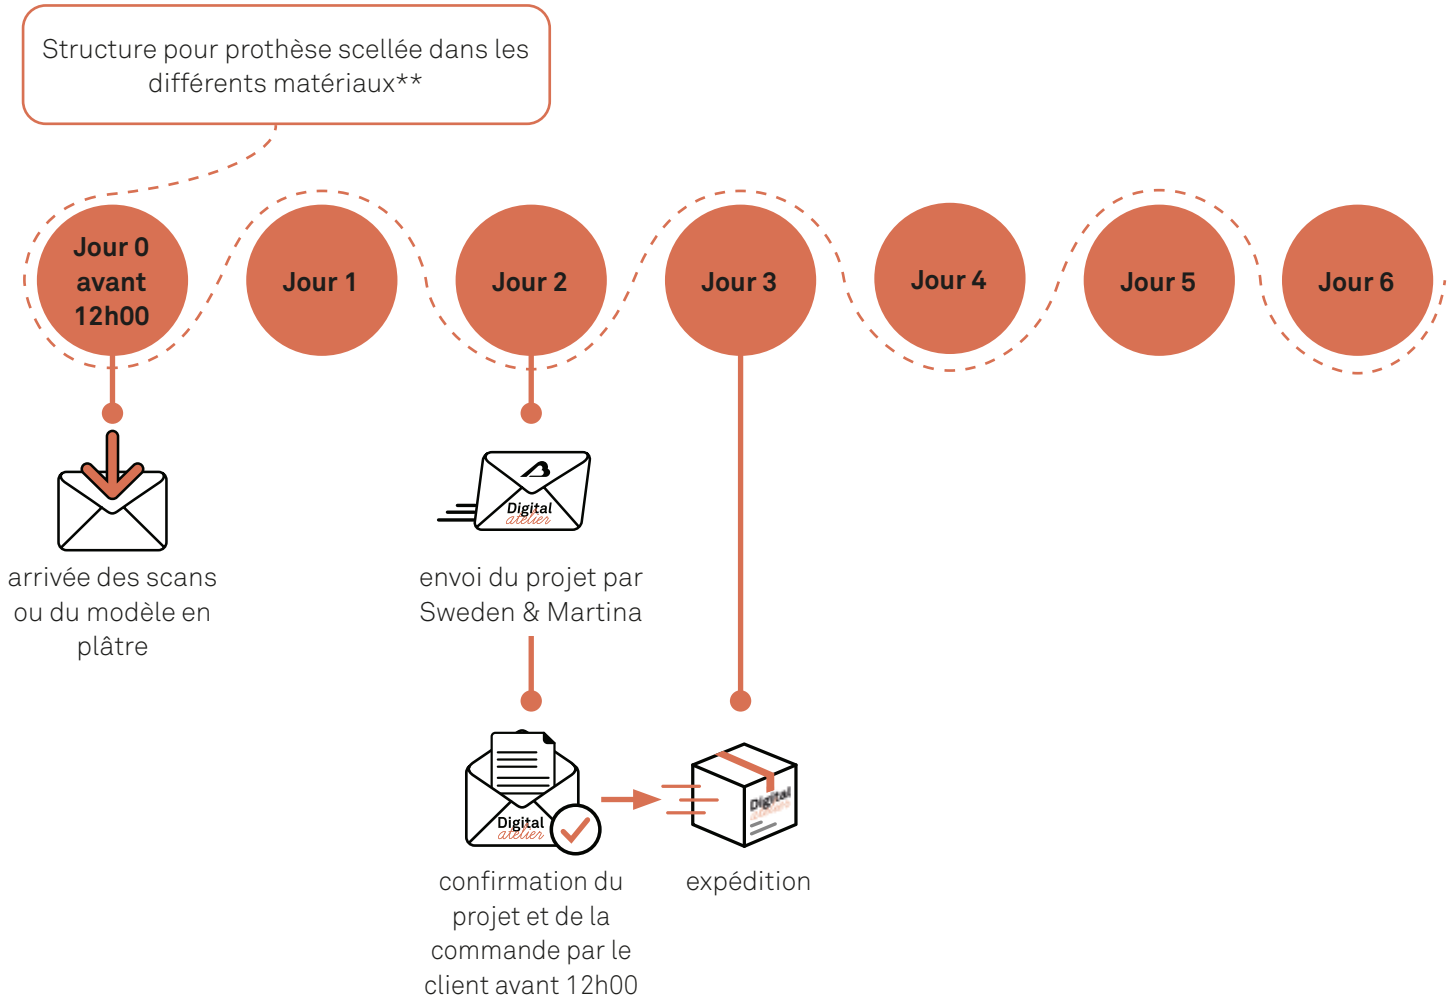 Structure pour prothèse scellée dans les
différents matériaux**
Jour 0
avant
12h00
Jour 1
Jour 2
Jour 3
Jour 4
Jour 5
Jour 6
arrivée des scans
ou du modèle en
plâtre
Digital
atelier
envoi du projet par
Sweden & Martina
Digital
atelier
confirmation du
projet et de la
commande par le
client avant 12h00
Digital
atelier
expédition